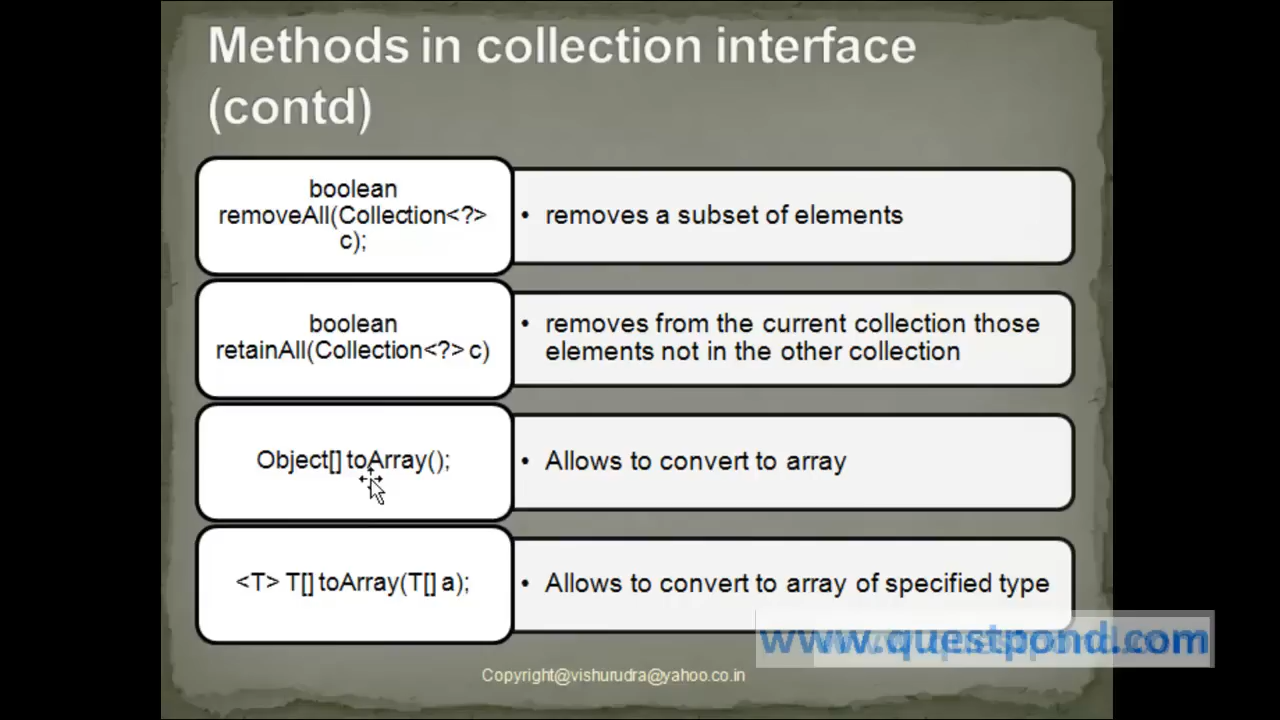 Methods in collection interface
(contd)
boolean
removeAll(Collection<?>
c);
• removes a subset of elements
boolean
retainAll(Collection<?> c)
• removes from the current collection those
elements not in the other collection
Object[] toArray();
• Allows to convert to array
<T> T[] toArray(T[] a);
• Allows to convert to array of specified type
www.questpond.com
Copyright@vishurudra@yahoo.co.in